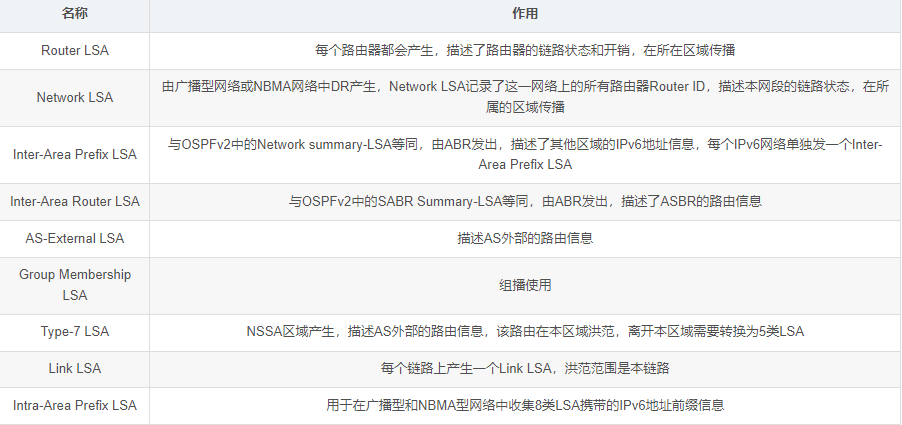 名称 作用
Router LSA 每个路由器都会产生，描述了路由器的链路状态和开销，在所在区域传播
Network LSA 由广播型网络或NBMA网络中DR产生，Network LSA记录了这一网络上的所有路由器Router ID，描述本网段的链路状态，在所
属的区域传播
Inter-Area Prefix LSA 与OSPFv2中的Network summary-LSA等同，由ABR发出，描述了其他区域的IPv6地址信息，每个IPv6网络单独发一个Inter-
Area Prefix LSA
Inter-Area Router LSA 与OSPFv2中的SABR Summary-LSA等同，由ABR发出，描述了ASBR的路由信息
AS-External LSA 描述AS外部的路由信息
Group Membership
LSA
组播使用
Type-7 LSA NSSA区域产生，描述AS外部的路由信息，该路由在本区域洪范，离开本区域需要转换为5类LSA
Link LSA 每个链路上产生一个Link LSA，洪范范围是本链路
Intra-Area Prefix LSA 用于在广播型和NBMA型网络中收集8类LSA携带的IPv6地址前缀信息